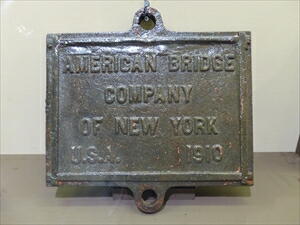 AMERICAN BRIDGE
COMPANY
OF NEW YORK
U.S.A. 1910